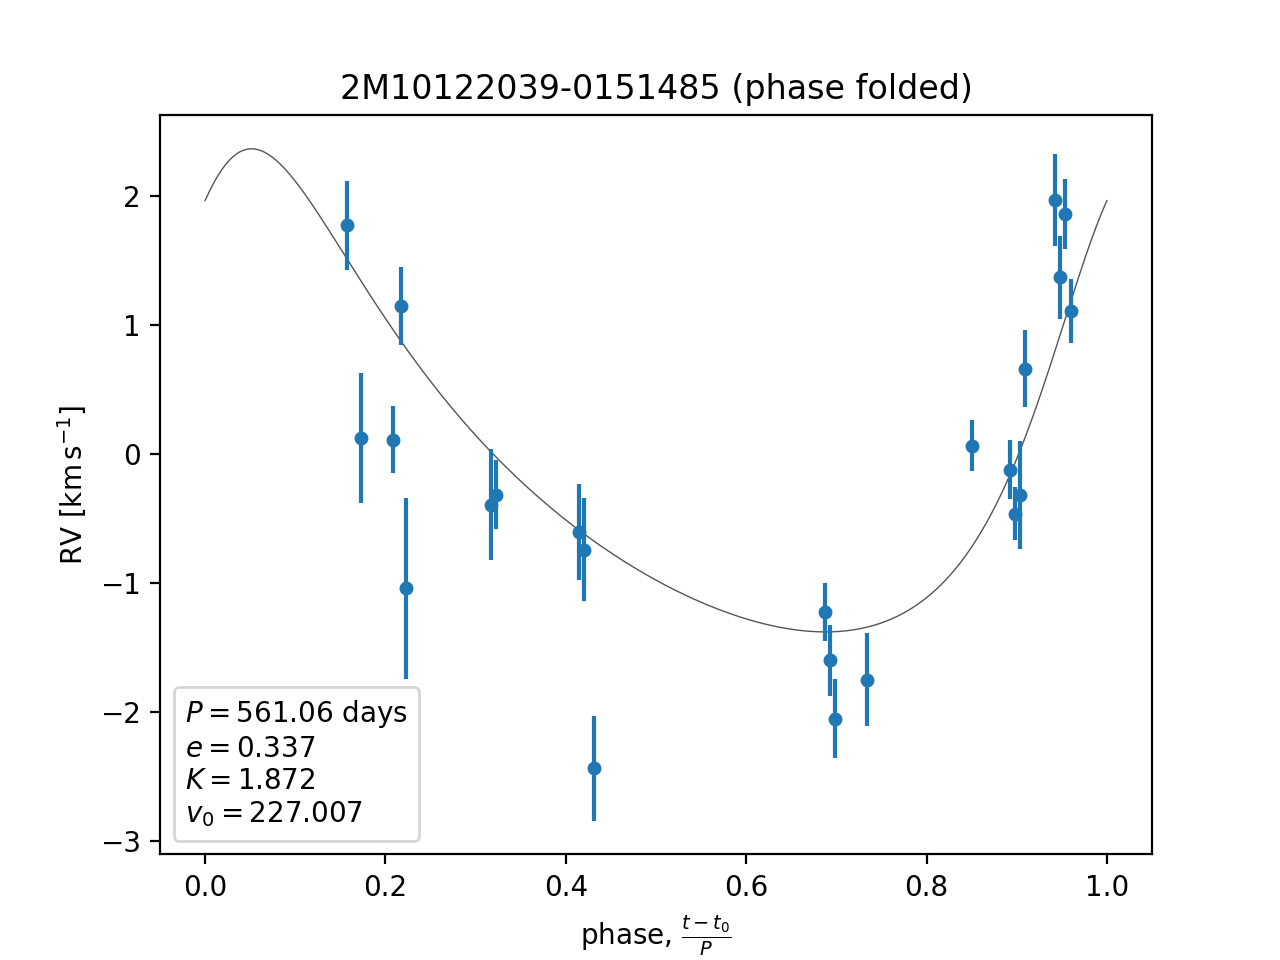 2M10122039-0151485 (phase folded)
RV [km s⁻¹]
2
1
0
−1
−2
−3
P = 561.06 days
e = 0.337
K = 1.872
v₀ = 227.007
0.0 0.2 0.4 0.6 0.8 1.0
phase, (t − t₀)/P